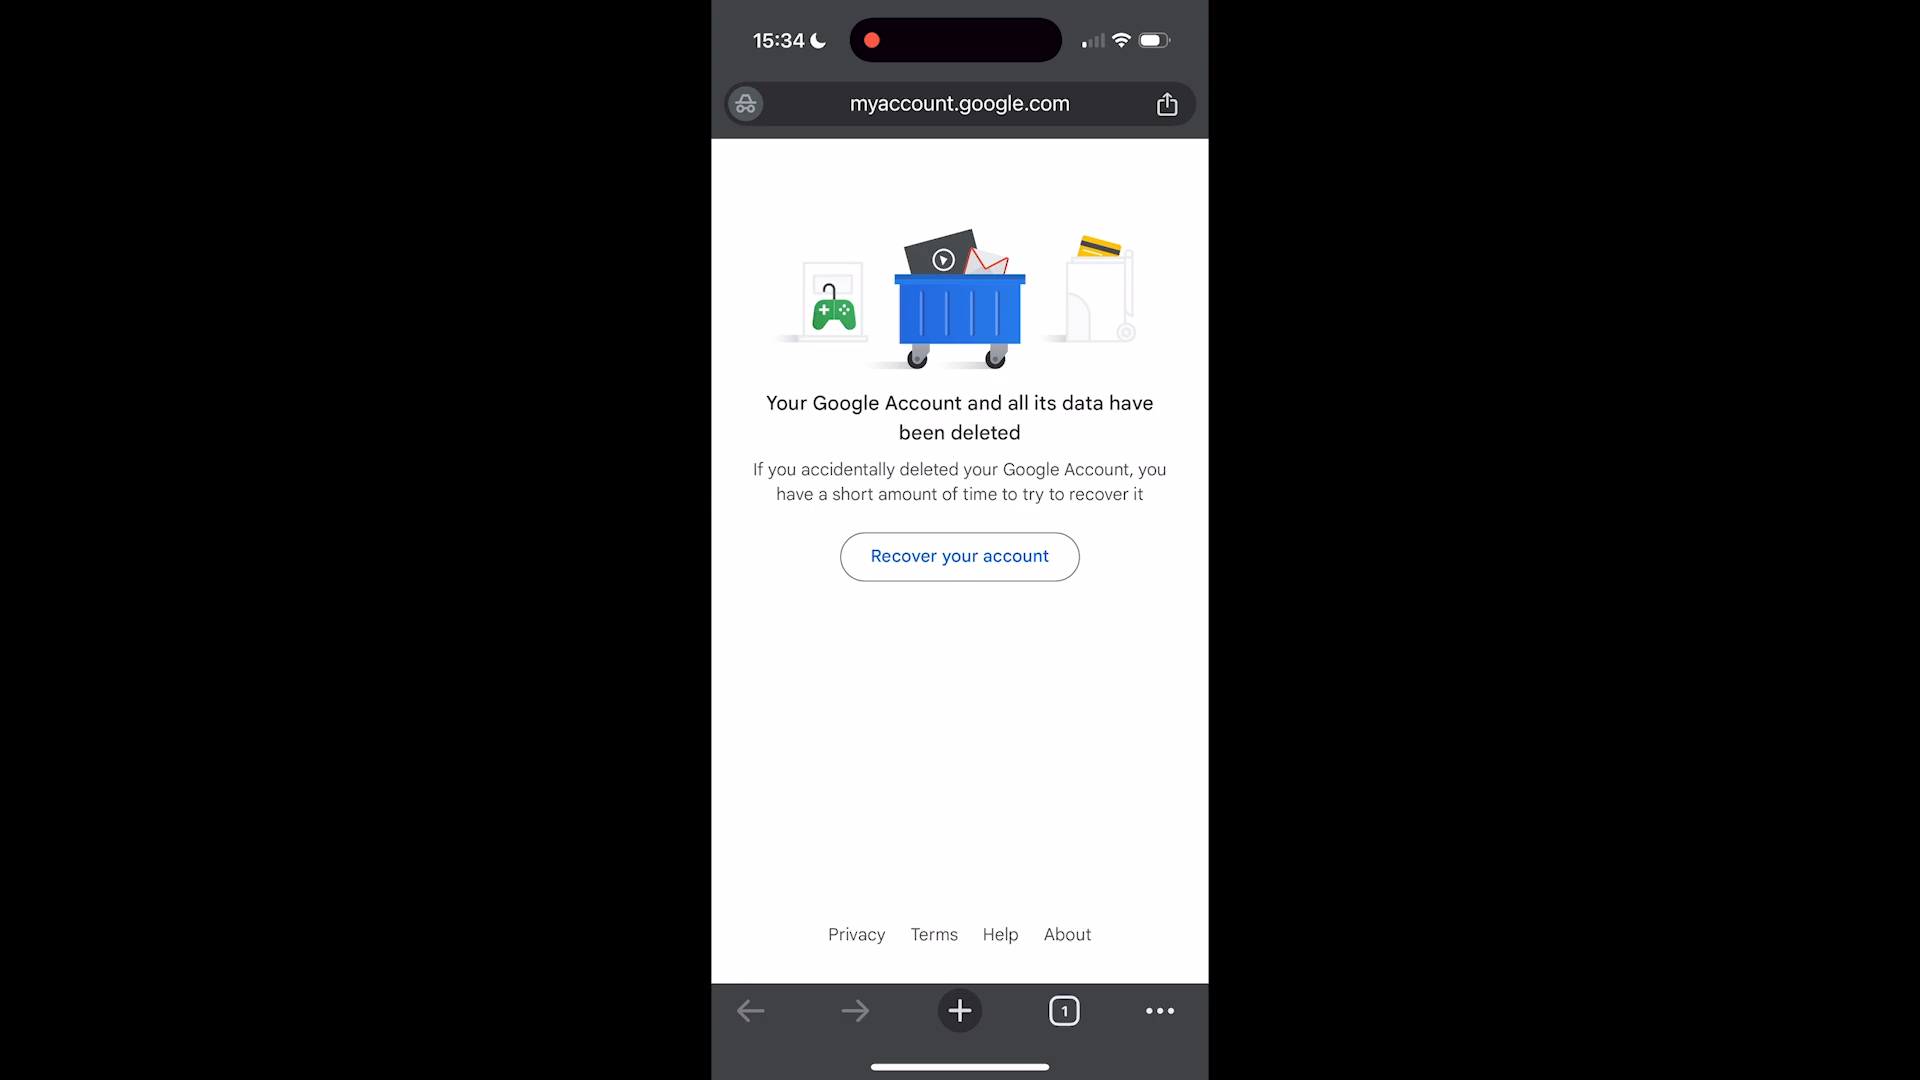 15:34
myaccount.google.com
Your Google Account and all its data have
been deleted
If you accidentally deleted your Google Account, you
have a short amount of time to try to recover it
Recover your account
Privacy Terms Help About
1